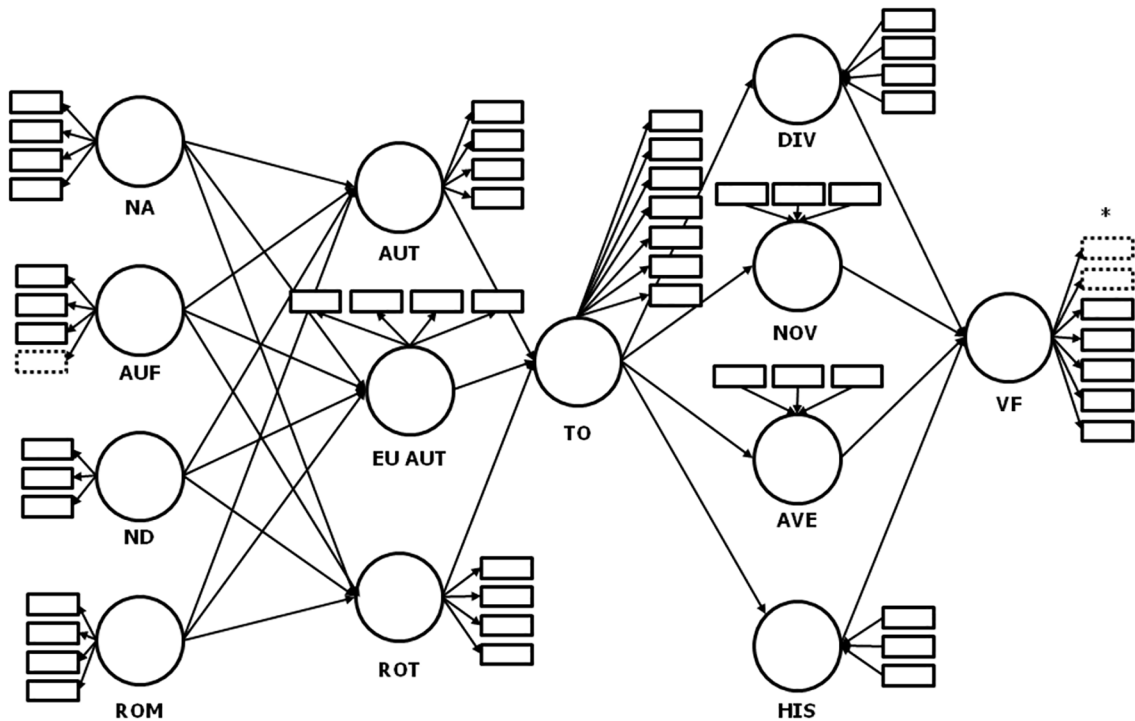 NA
AUF
ND
ROM
AUT
EU AUT
ROT
TO
DIV
NOV
AVE
HIS
*
VF